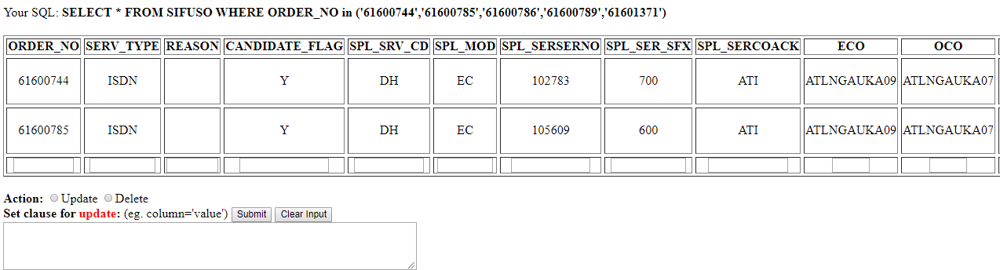 Your SQL: SELECT * FROM SIFUSO WHERE ORDER_NO in ('61600744','61600785','61600786','61600789','61601371')
ORDER_NO SERV_TYPE REASON CANDIDATE_FLAG SPL_SRV_CD SPL_MOD SPL_SERSERNO SPL_SER_SFX SPL_SERCOACK ECO OCO
61600744 ISDN Y DH EC 102783 700 ATI ATLNGAUKA09 ATLNGAUKA07
61600785 ISDN Y DH EC 105609 600 ATI ATLNGAUKA09 ATLNGAUKA07
Action: Update Delete
Set clause for update: (eg. column='value') Submit Clear Input